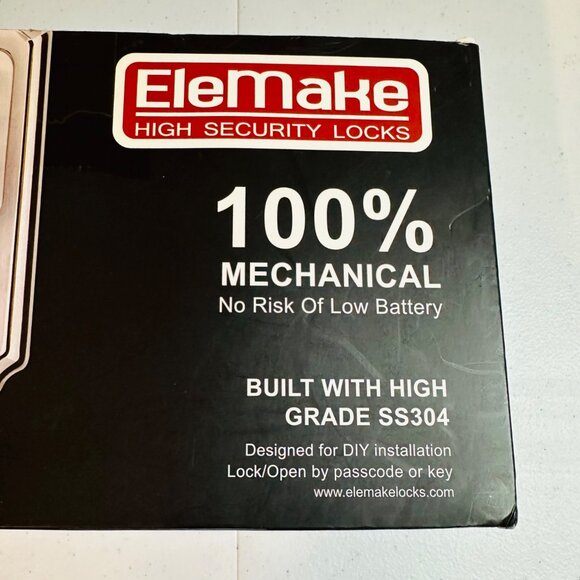 EleMake
HIGH SECURITY LOCKS
100%
MECHANICAL
No Risk Of Low Battery
BUILT WITH HIGH
GRADE SS304
Designed for DIY installation
Lock/Open by passcode or key
www.elemakelocks.com